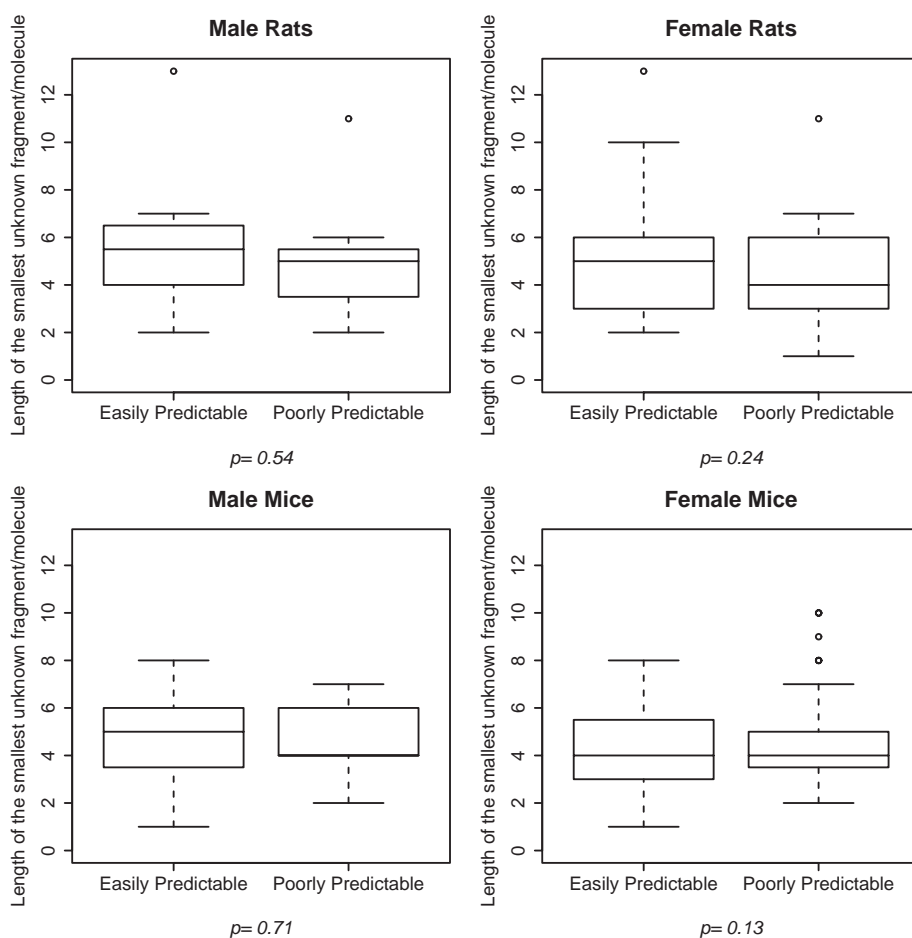 Male Rats
Length of the smallest unknown fragment/molecule
0 2 4 6 8 10 12
Easily Predictable Poorly Predictable
p= 0.54
Female Rats
Length of the smallest unknown fragment/molecule
0 2 4 6 8 10 12
Easily Predictable Poorly Predictable
p= 0.24
Male Mice
Length of the smallest unknown fragment/molecule
0 2 4 6 8 10 12
Easily Predictable Poorly Predictable
p= 0.71
Female Mice
Length of the smallest unknown fragment/molecule
0 2 4 6 8 10 12
Easily Predictable Poorly Predictable
p= 0.13